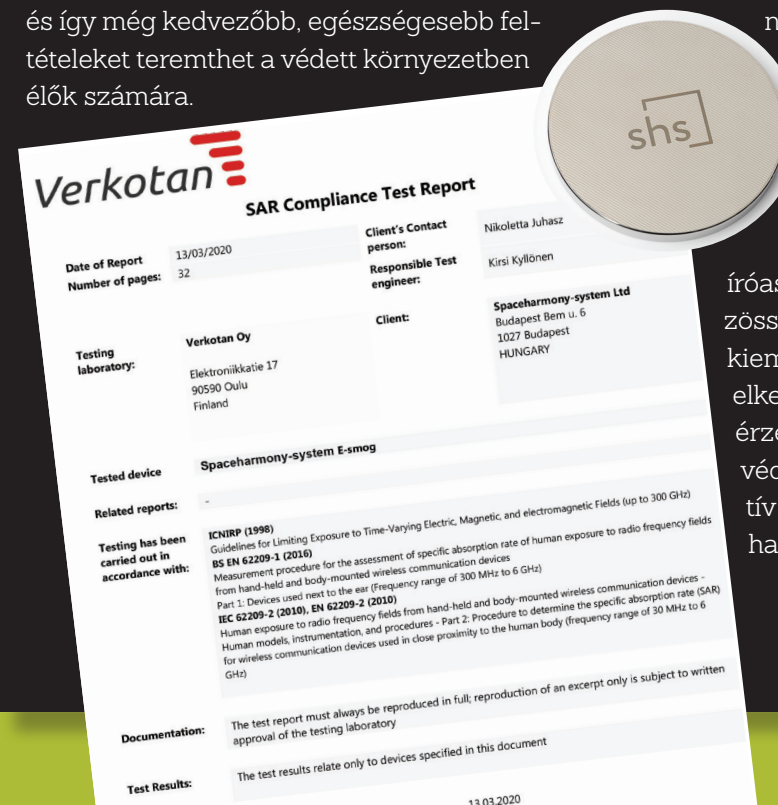 és így még kedvezőbb, egészségesebb fel-
tételeket teremthet a védett környezetben
élők számára.
shs
Verkotan
SAR Compliance Test Report
Date of Report 13/03/2020
Number of pages: 32
Client's Contact
person:
Nikoletta Juhasz
Responsible Test
engineer:
Kirsi Kyllönen
Testing
laboratory:
Verkotan Oy
Elektroniikkatie 17
90590 Oulu
Finland
Client:
Spaceharmony-system Ltd
Budapest Bem u. 6
1027 Budapest
HUNGARY
Tested device Spaceharmony-system E-smog
Related reports: -
Testing has been
carried out in
accordance with:
ICNIRP (1998)
Guidelines for Limiting Exposure to Time-Varying Electric, Magnetic, and electromagnetic Fields (up to 300 GHz)
BS EN 62209-1 (2016)
Measurement procedure for the assessment of specific absorption rate of human exposure to radio frequency fields
from hand-held and body-mounted wireless communication devices
Part 1: Devices used next to the ear (Frequency range of 300 MHz to 6 GHz)
IEC 62209-2 (2010), EN 62209-2 (2010)
Human exposure to radio frequency fields from hand-held and body-mounted wireless communication devices -
Human models, instrumentation, and procedures - Part 2: Procedure to determine the specific absorption rate (SAR)
for wireless communication devices used in close proximity to the human body (frequency range of 30 MHz to 6
GHz)
Documentation:
The test report must always be reproduced in full; reproduction of an excerpt only is subject to written
approval of the testing laboratory
Test Results: The test results relate only to devices specified in this document
13.03.2020
íróas
zöss
kiem
elke
érze
véd
tív
ha